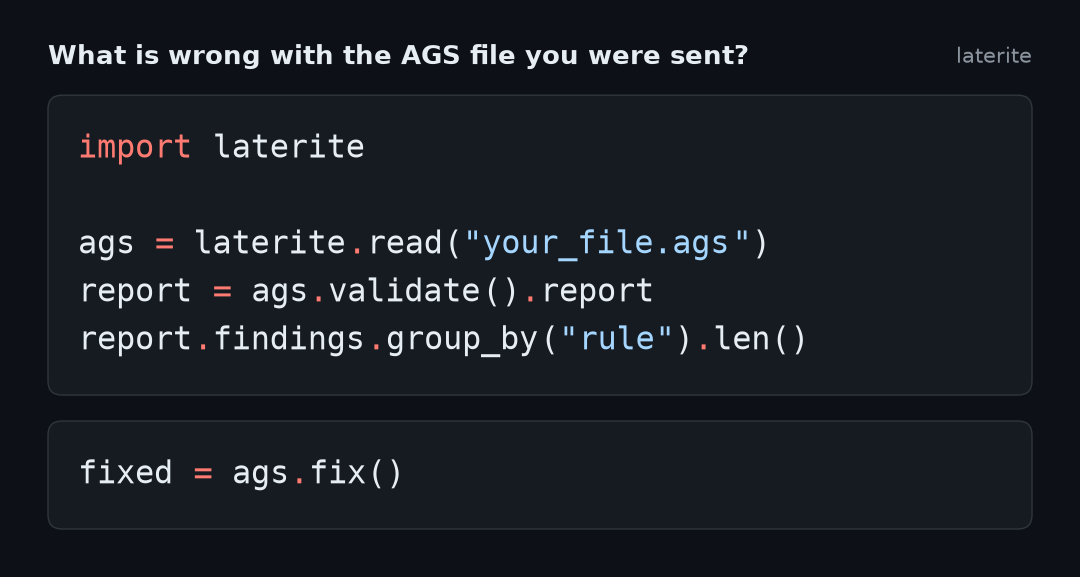 What is wrong with the AGS file you were sent?
laterite
import laterite
ags = laterite.read("your_file.ags")
report = ags.validate().report
report.findings.group_by("rule").len()
fixed = ags.fix()